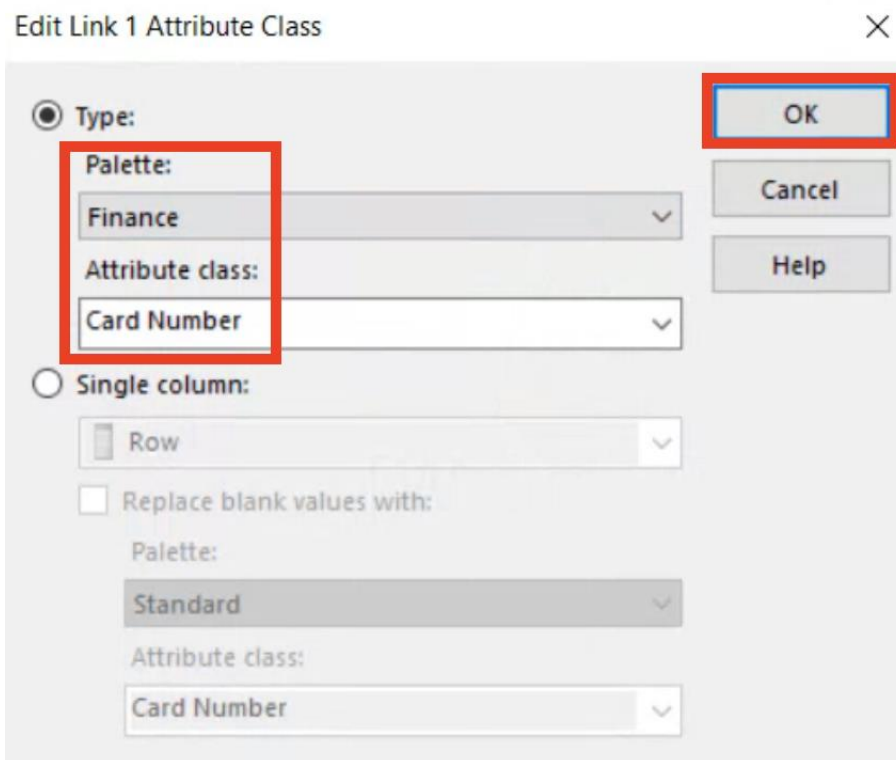 Edit Link 1 Attribute Class
Type:
OK
Palette:
Cancel
Finance
Attribute class:
Help
Card Number
Single column:
Row
Replace blank values with:
Palette:
Standard
Attribute class:
Card Number